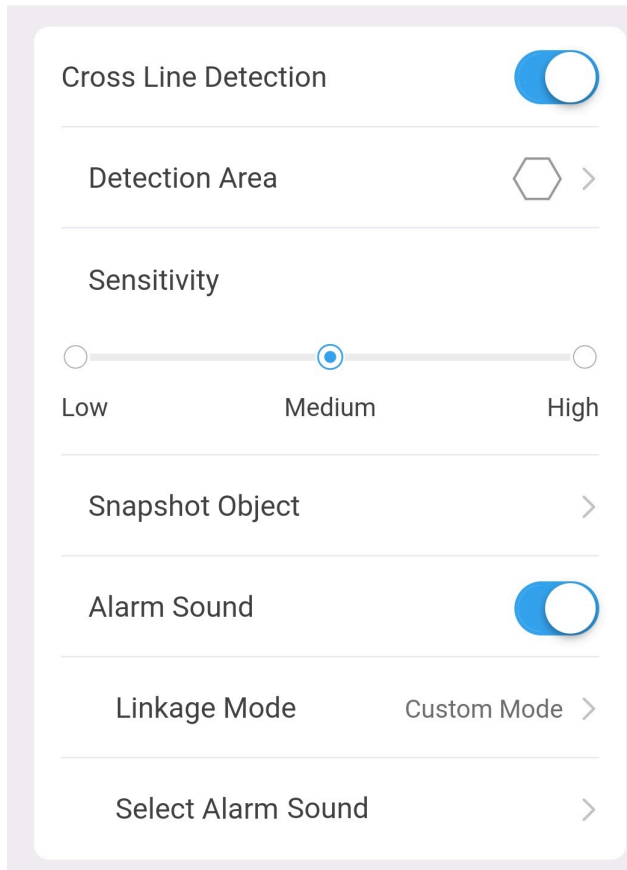 Cross Line Detection
Detection Area
Sensitivity
Low Medium High
Snapshot Object
Alarm Sound
Linkage Mode Custom Mode
Select Alarm Sound